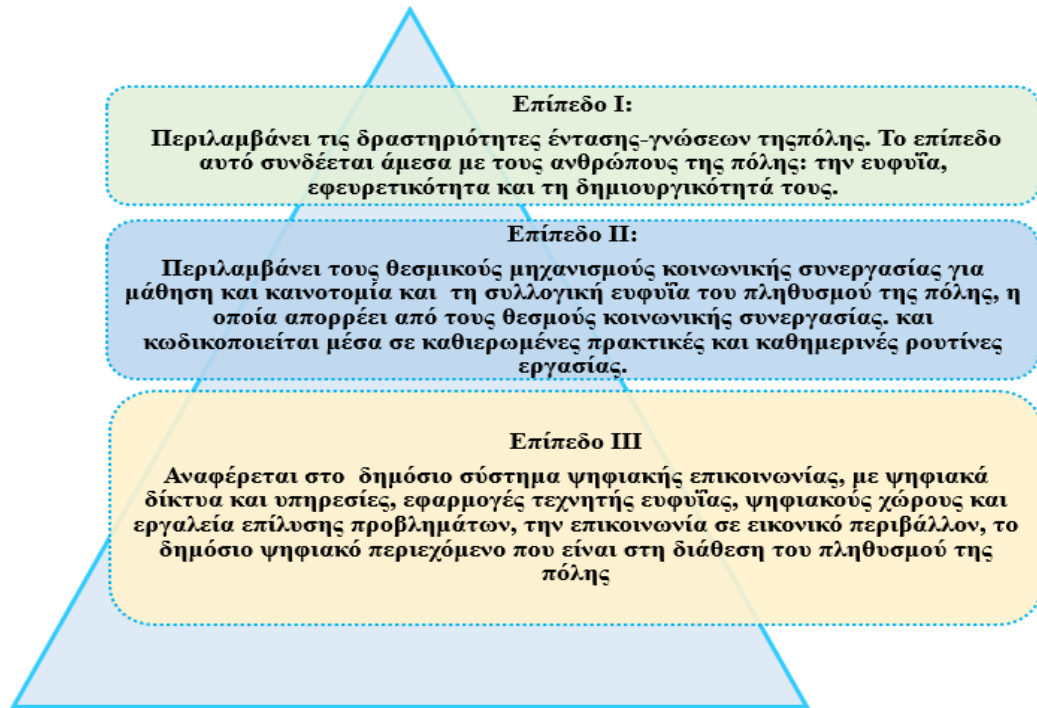 Επίπεδο Ι:
Περιλαμβάνει τις δραστηριότητες έντασης-γνώσεων τηςπόλης. Το επίπεδο
αυτό συνδέεται άμεσα με τους ανθρώπους της πόλης: την ευφυΐα,
εφευρετικότητα και τη δημιουργικότητά τους.
Επίπεδο ΙΙ:
Περιλαμβάνει τους θεσμικούς μηχανισμούς κοινωνικής συνεργασίας για
μάθηση και καινοτομία και τη συλλογική ευφυΐα του πληθυσμού της πόλης, η
οποία απορρέει από τους θεσμούς κοινωνικής συνεργασίας. και
κωδικοποιείται μέσα σε καθιερωμένες πρακτικές και καθημερινές ρουτίνες
εργασίας.
Επίπεδο ΙΙΙ
Αναφέρεται στο δημόσιο σύστημα ψηφιακής επικοινωνίας, με ψηφιακά
δίκτυα και υπηρεσίες, εφαρμογές τεχνητής ευφυΐας, ψηφιακούς χώρους και
εργαλεία επίλυσης προβλημάτων, την επικοινωνία σε εικονικό περιβάλλον, το
δημόσιο ψηφιακό περιεχόμενο που είναι στη διάθεση του πληθυσμού της
πόλης